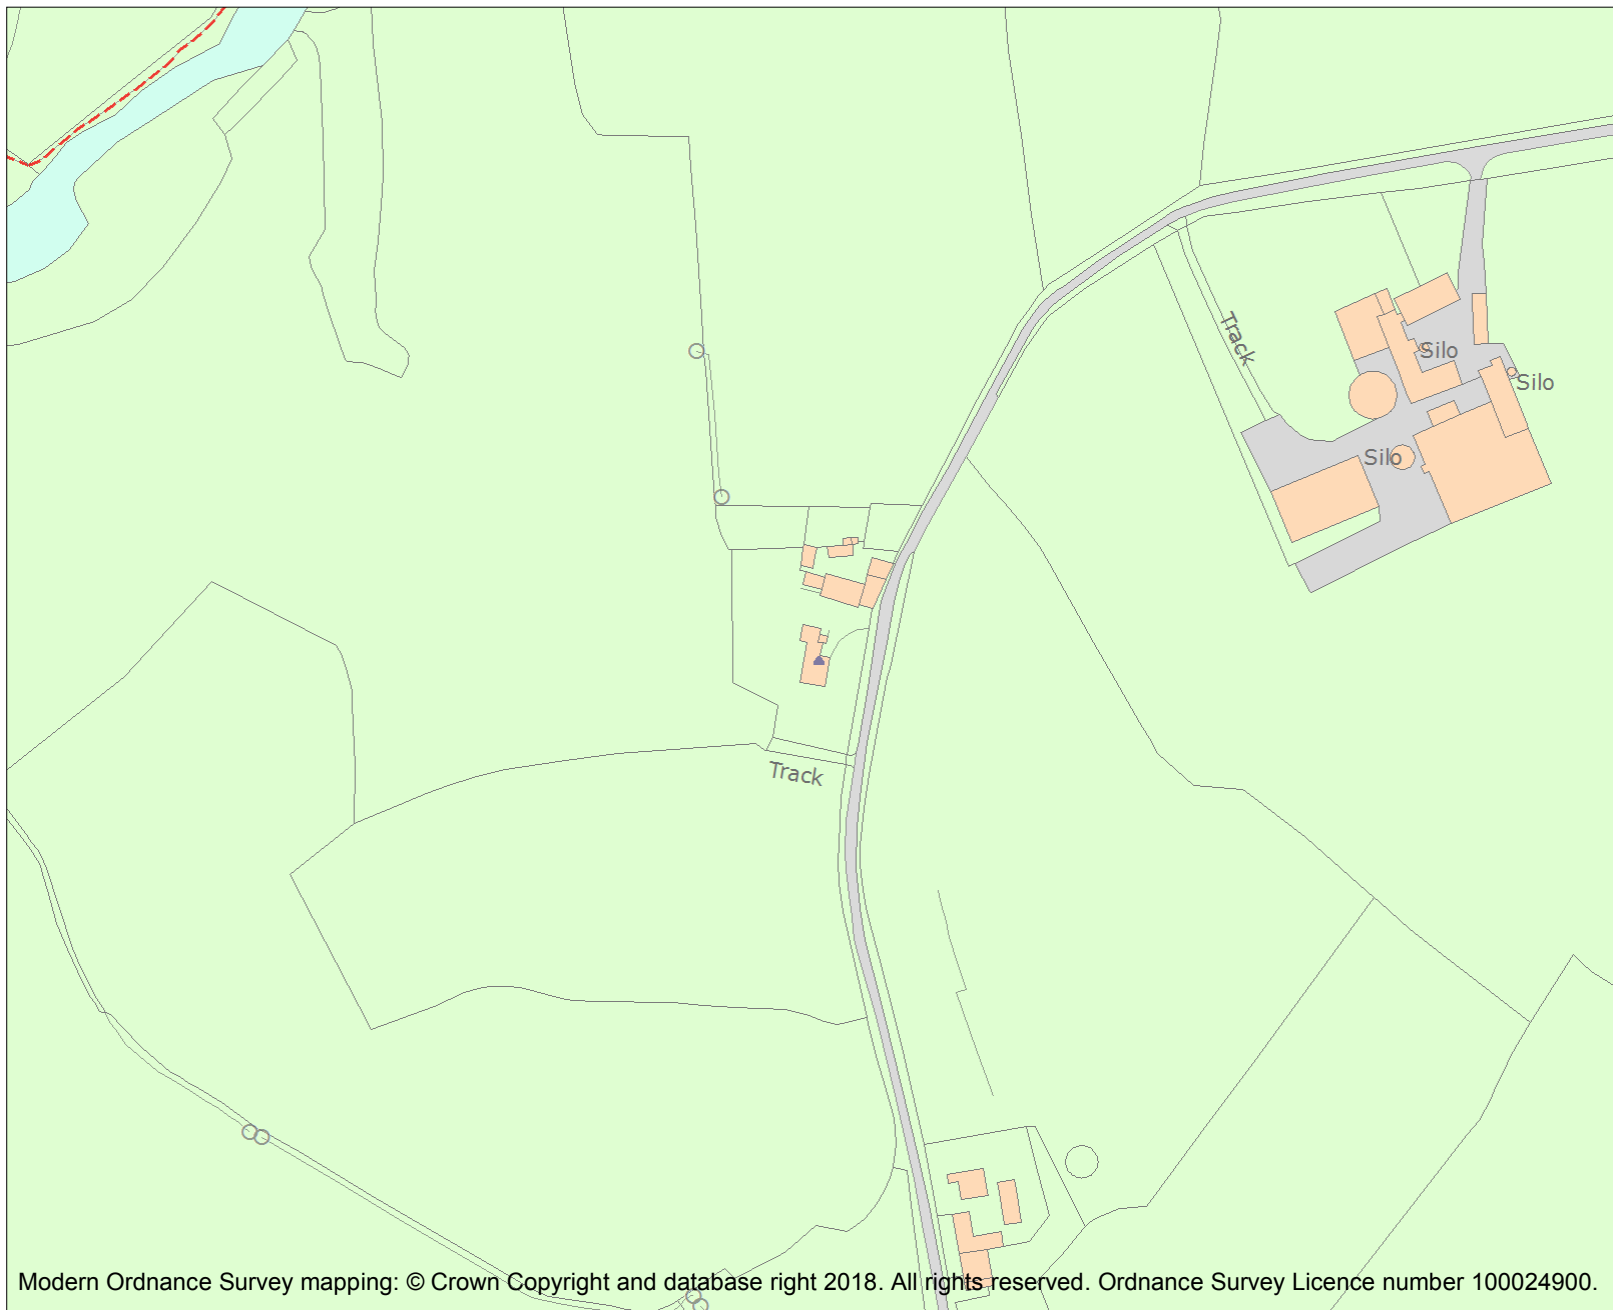 Track
Silo
Silo
Silo
Track
Modern Ordnance Survey mapping: © Crown Copyright and database right 2018. All rights reserved. Ordnance Survey Licence number 100024900.